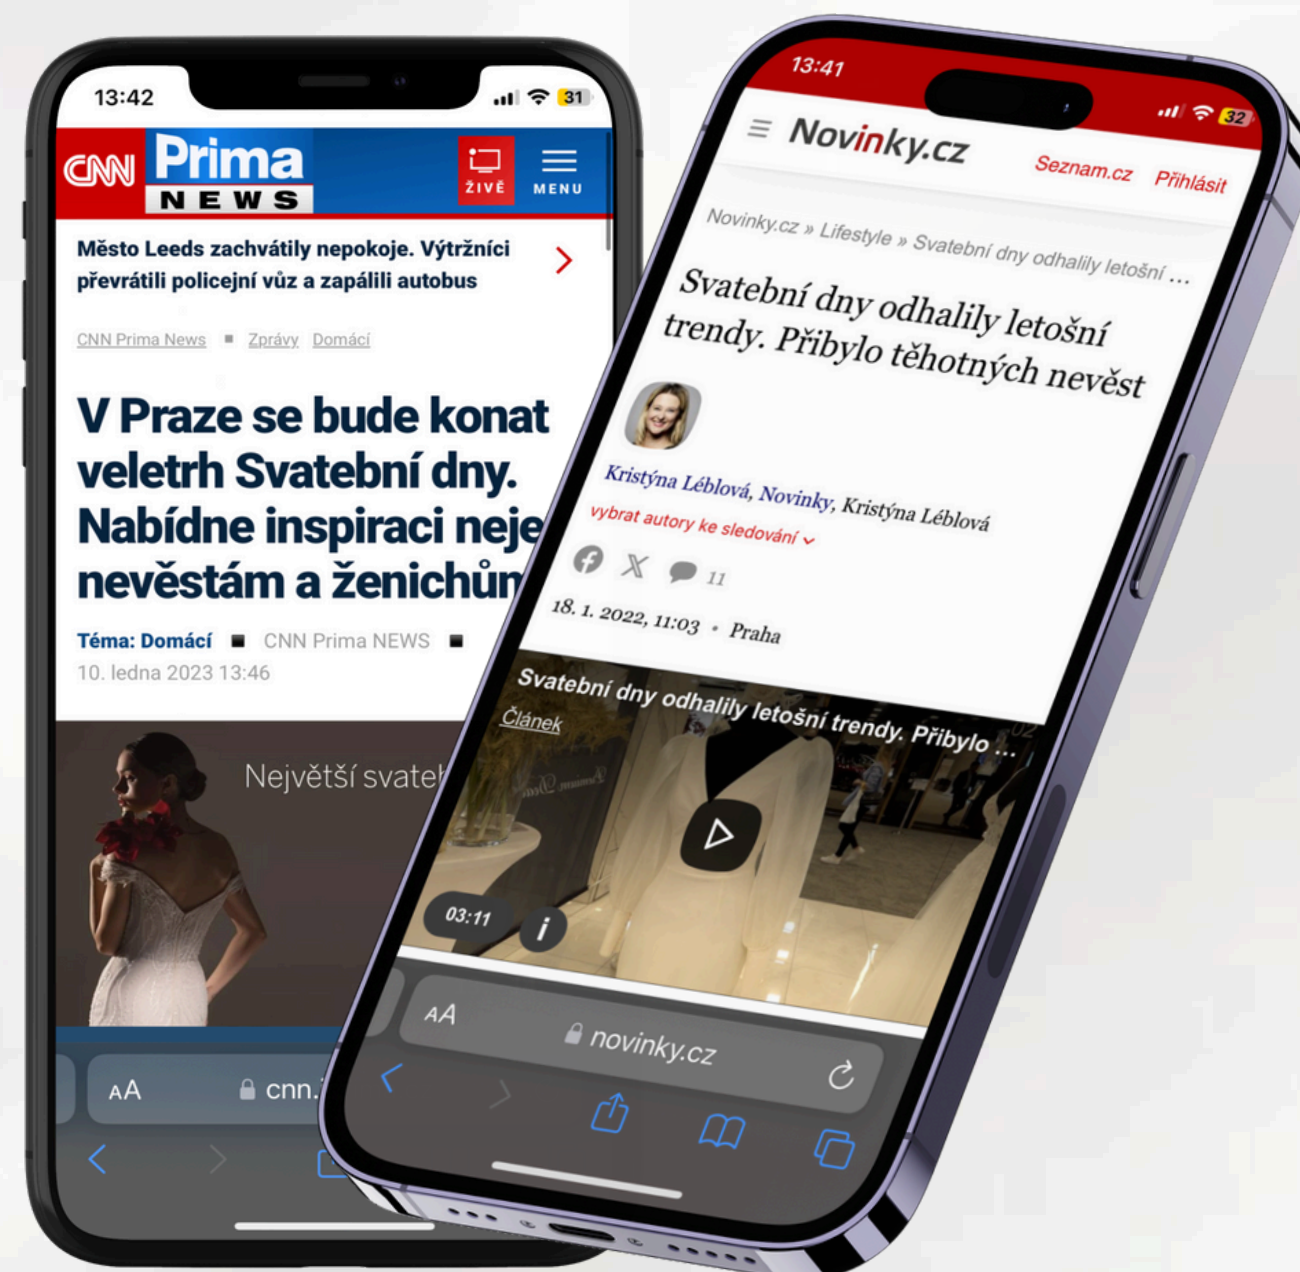 13:42
31
CNN Prima NEWS
ŽIVĚ
MENU
Město Leeds zachvátily nepokoje. Výtržníci
převrátili policejní vůz a zapálili autobus
CNN Prima News ■ Zprávy Domácí
V Praze se bude konat
veletrh Svatební dny.
Nabídne inspiraci neje
nevěstám a ženichům
Téma: Domácí ■ CNN Prima NEWS ■
10. ledna 2023 13:46
Největší svateb
AA
cnn.
13:41
32
Novinky.cz
Seznam.cz Přihlásit
Novinky.cz » Lifestyle » Svatební dny odhalily letošní ...
Svatební dny odhalily letošní
trendy. Přibylo těhotných nevěst
Kristýna Léblová, Novinky, Kristýna Léblová
vybrat autory ke sledování
11
18. 1. 2022, 11:03 • Praha
Svatební dny odhalily letošní trendy. Přibylo ...
Článek
03:11
i
AA
novinky.cz